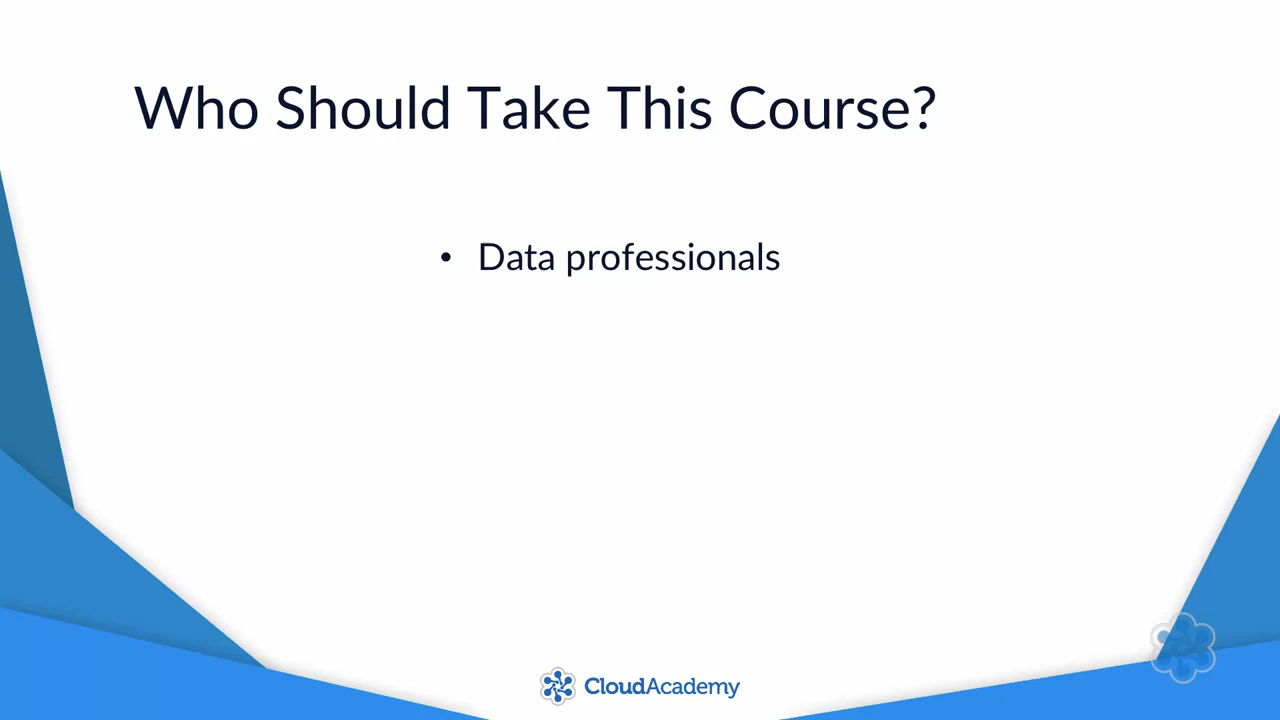 Who Should Take This Course?
• Data professionals
CloudAcademy